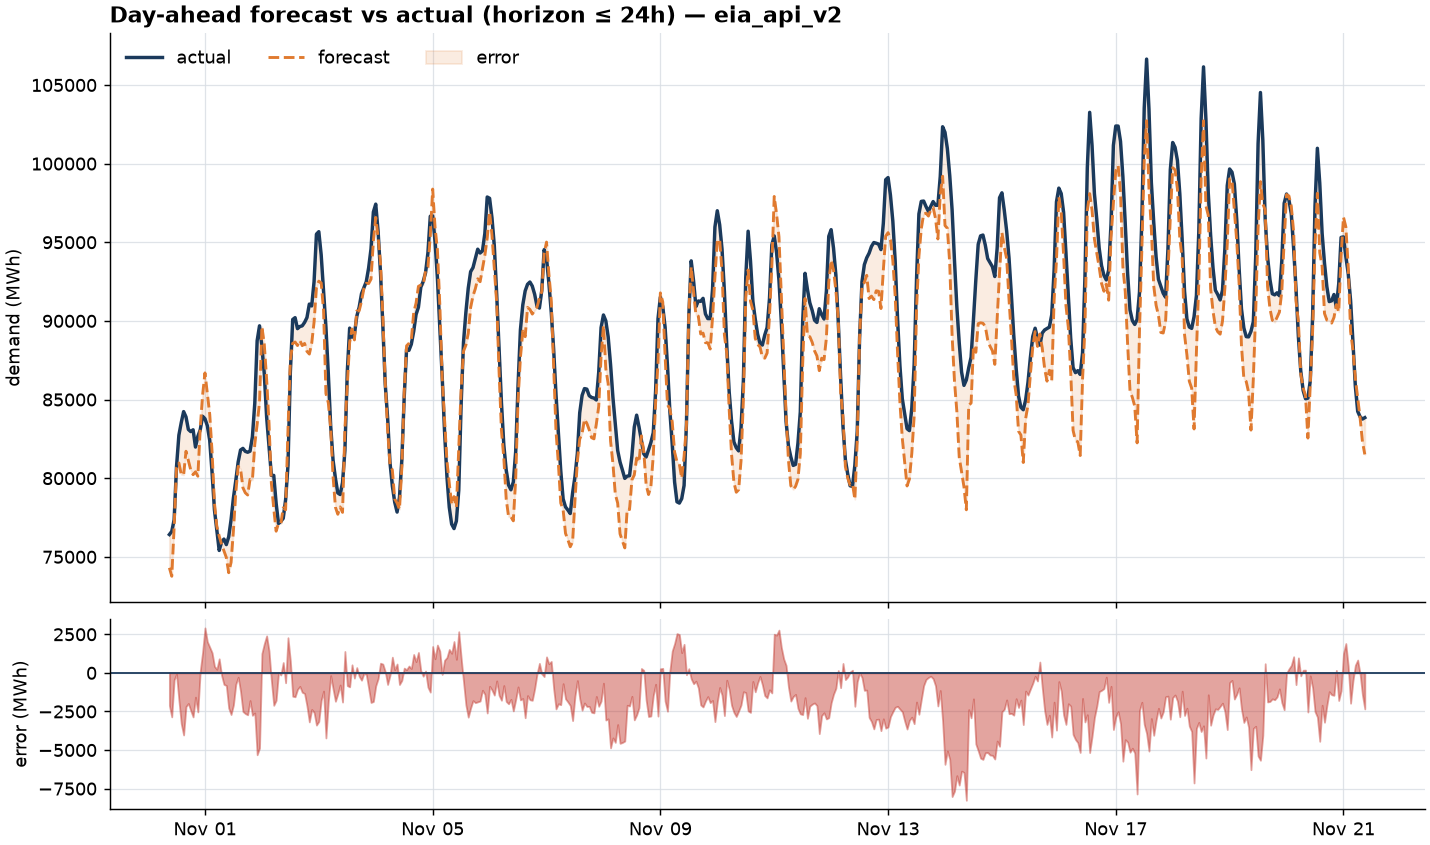 Day-ahead forecast vs actual (horizon ≤ 24h) — eia_api_v2
actual forecast error
demand (MWh)
105000
100000
95000
90000
85000
80000
75000
error (MWh)
2500
0
−2500
−5000
−7500
Nov 01 Nov 05 Nov 09 Nov 13 Nov 17 Nov 21